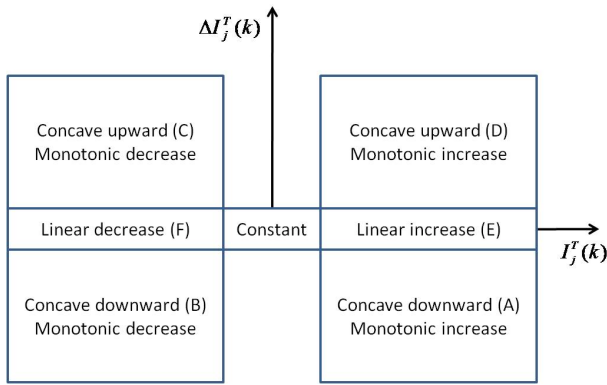 ΔI_j^T(k)
Concave upward (C)
Monotonic decrease
Concave upward (D)
Monotonic increase
Linear decrease (F)
Constant
Linear increase (E)
I_j^T(k)
Concave downward (B)
Monotonic decrease
Concave downward (A)
Monotonic increase